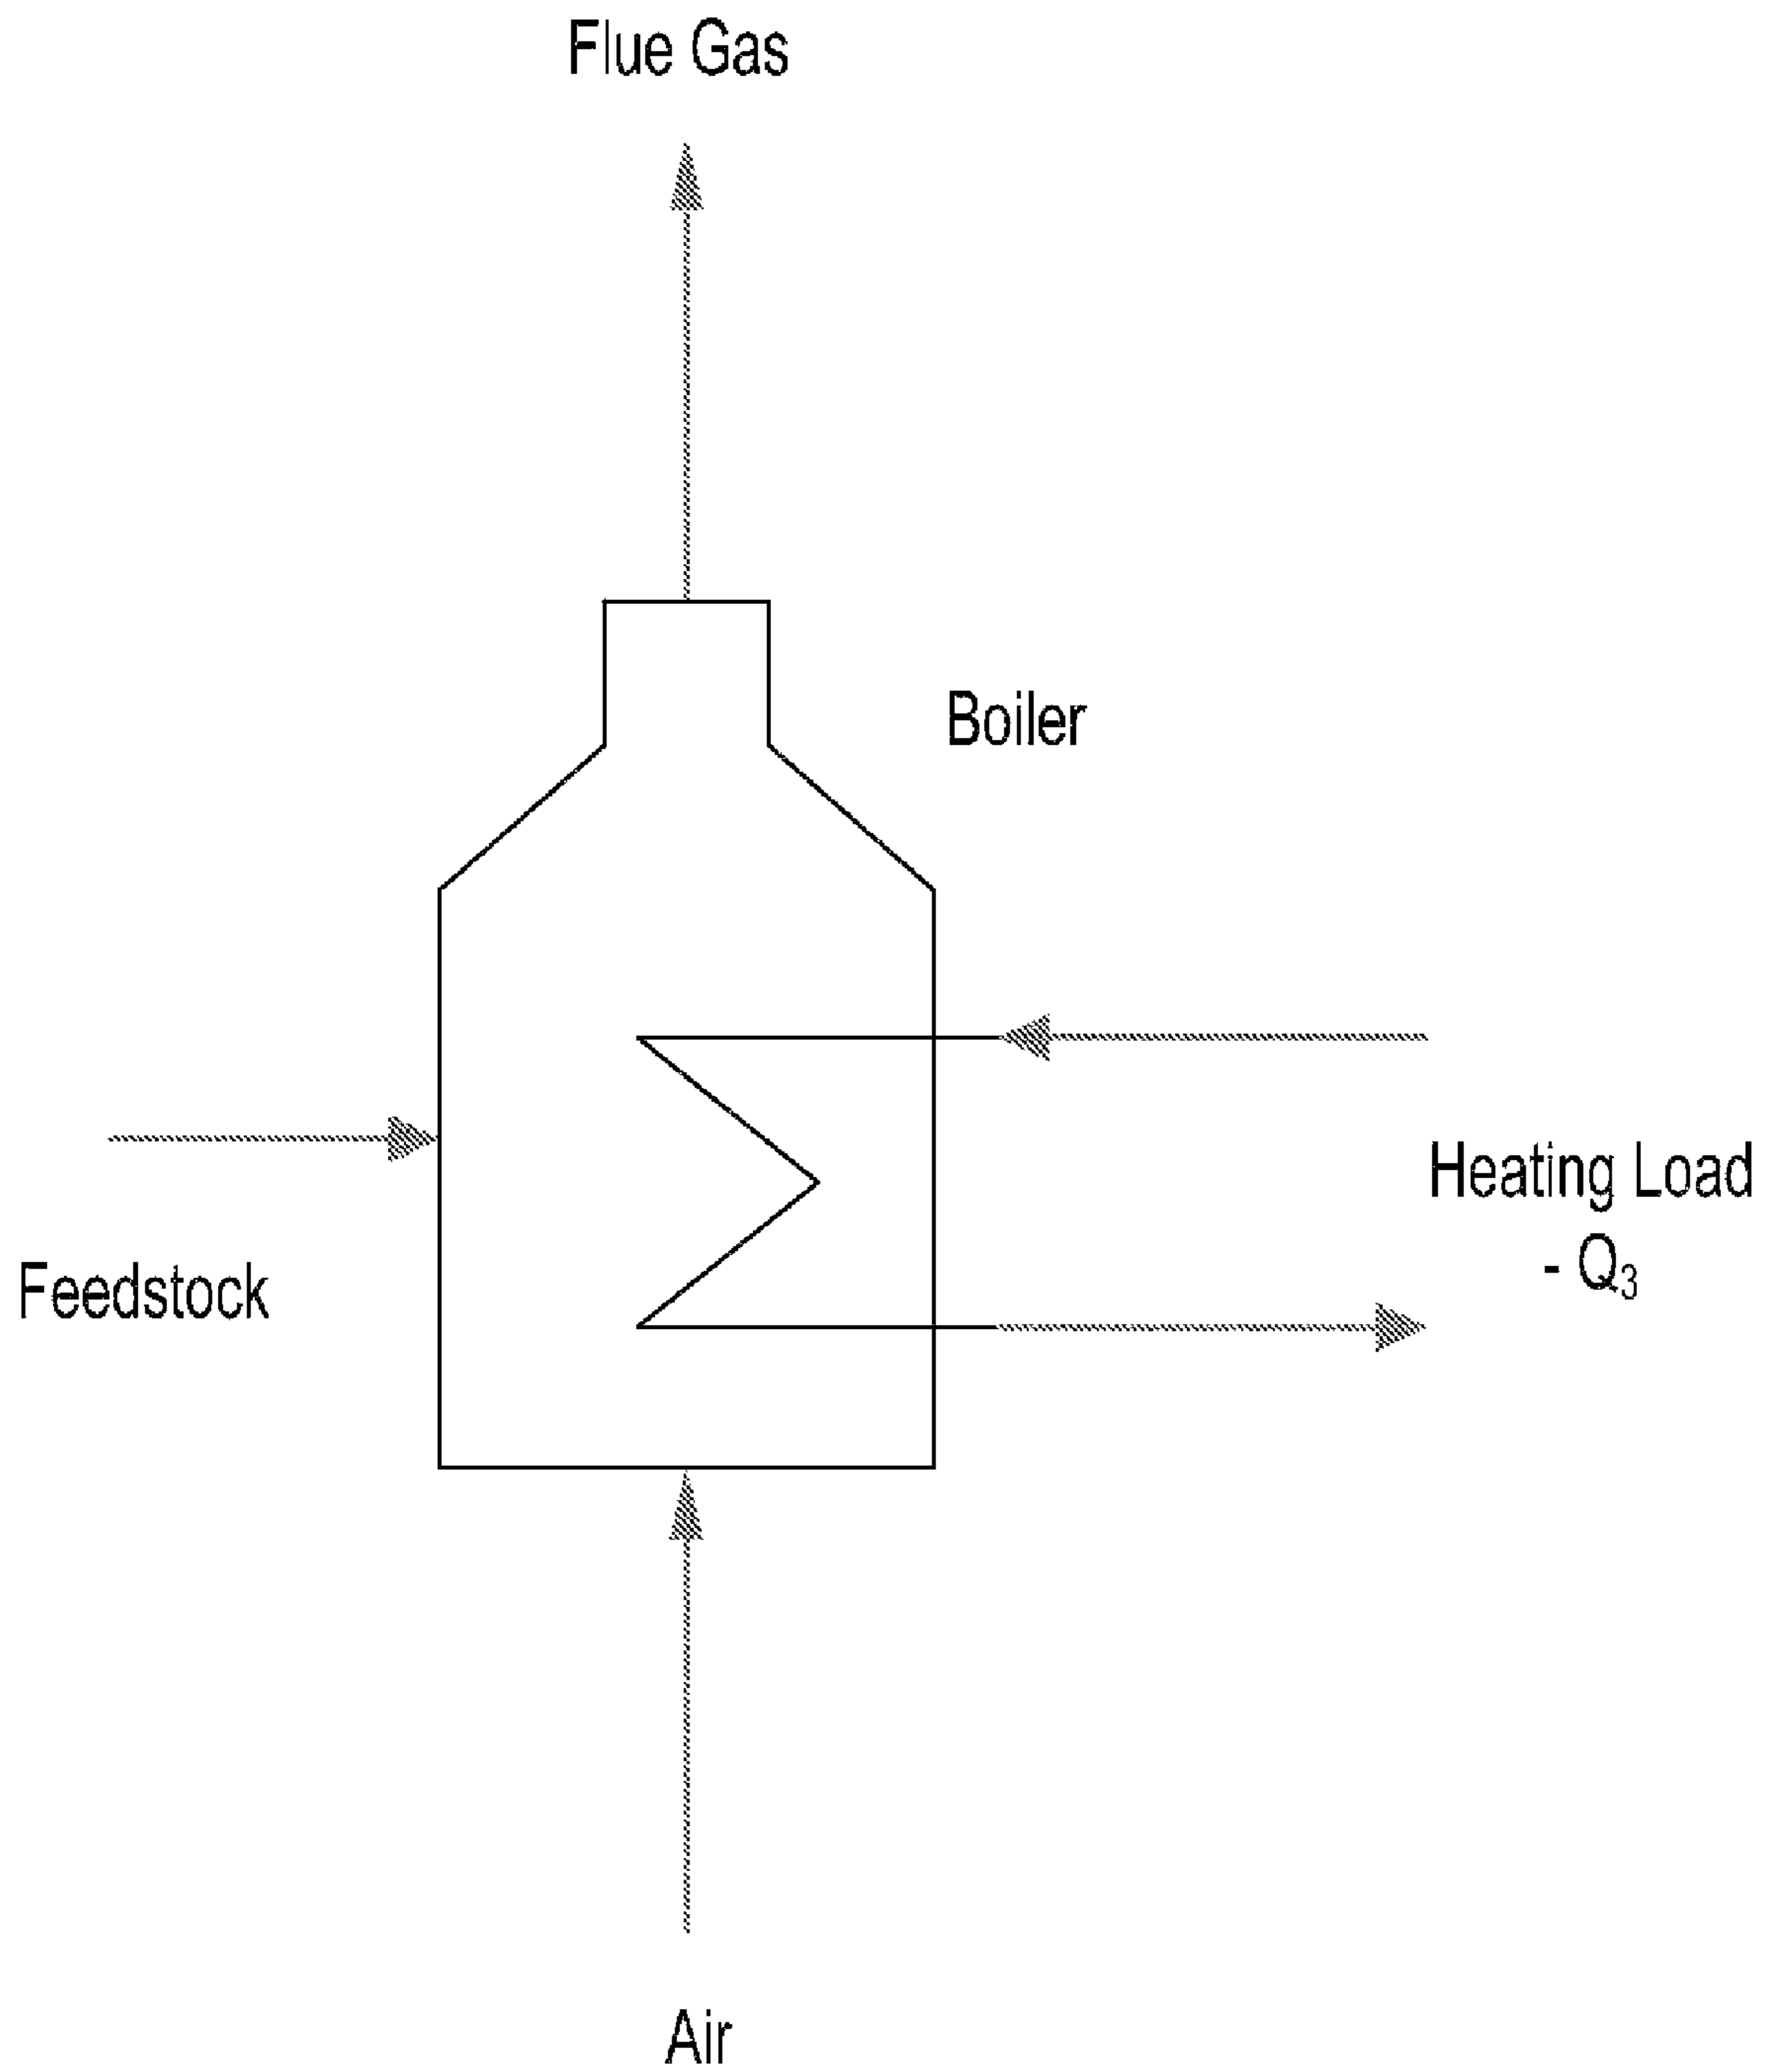 Flue Gas
Boiler
Heating Load
- Q₃
Feedstock
Air